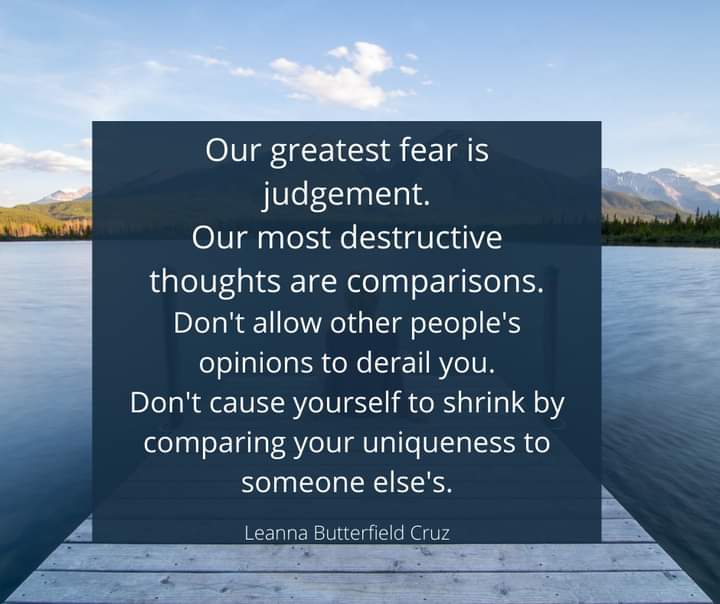 Our greatest fear is
judgement.
Our most destructive
thoughts are comparisons.
Don't allow other people's
opinions to derail you.
Don't cause yourself to shrink by
comparing your uniqueness to
someone else's.
Leanna Butterfield Cruz